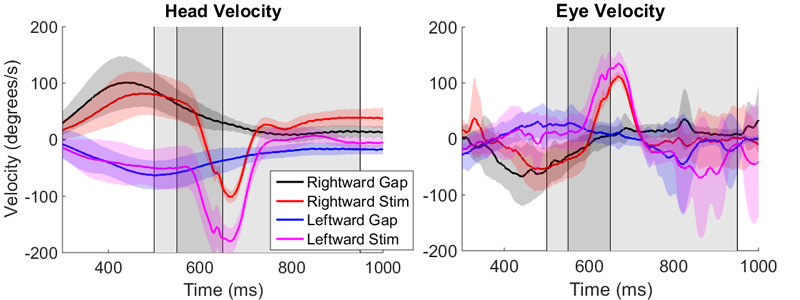 Head Velocity
Eye Velocity
Velocity (degrees/s)
200
100
0
-100
-200
400
600
800
1000
Time (ms)
Rightward Gap
Rightward Stim
Leftward Gap
Leftward Stim
200
100
0
-100
-200
400
600
800
1000
Time (ms)